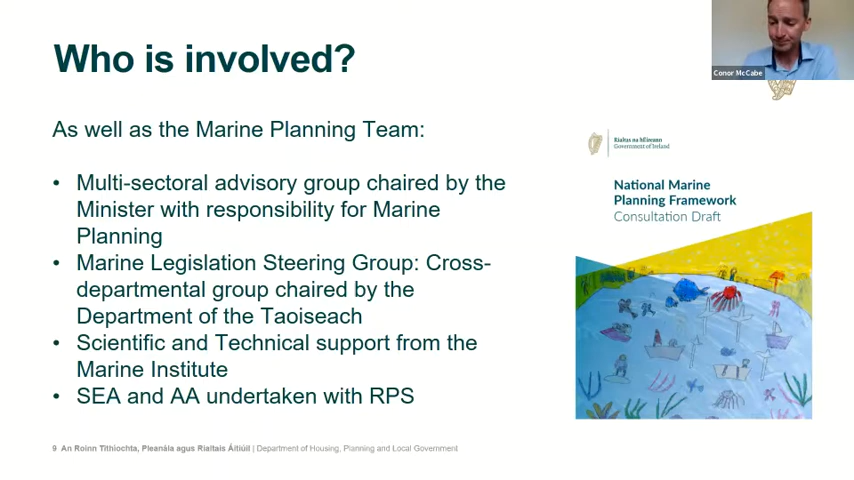 Who is involved?
Conor McCabe
As well as the Marine Planning Team:
• Multi-sectoral advisory group chaired by the
Minister with responsibility for Marine
Planning
• Marine Legislation Steering Group: Cross-
departmental group chaired by the
Department of the Taoiseach
• Scientific and Technical support from the
Marine Institute
• SEA and AA undertaken with RPS
Rialtas na hÉireann
Government of Ireland
National Marine
Planning Framework
Consultation Draft
9 An Roinn Tithíochta, Pleanála agus Rialtais Áitiúil | Department of Housing, Planning and Local Government